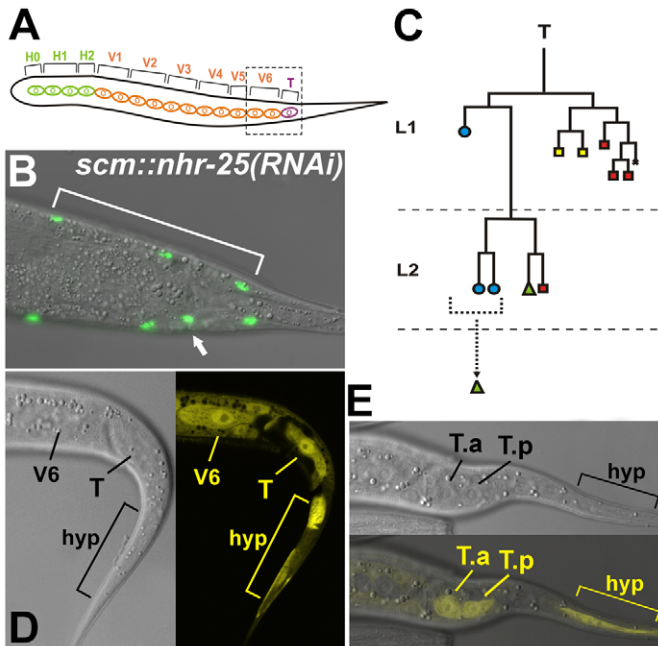 A
H0 H1 H2 V1 V2 V3 V4 V5 V6 T
B
scm::nhr-25(RNAi)
C
T
L1
x
L2
D
V6
T
hyp
V6
T
hyp
E
T.a
T.p
hyp
T.a
T.p
hyp